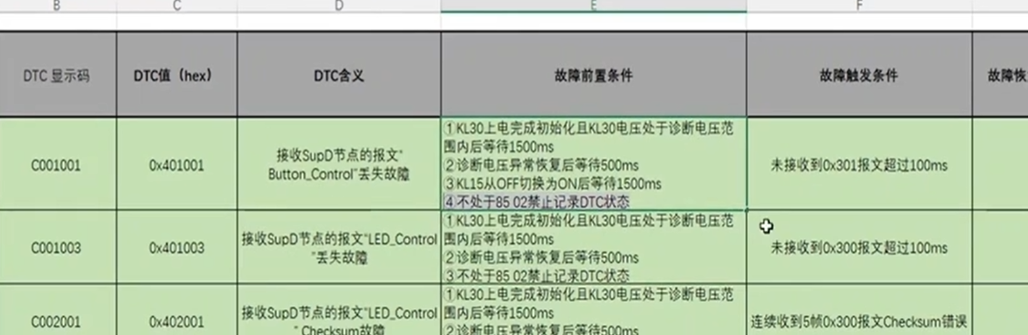 B C D E F
DTC 显示码 DTC值（hex） DTC含义 故障前置条件 故障触发条件 故障恢
C001001 0x401001
接收SupD节点的报文“
Button_Control”丢失故障
①KL30上电完成初始化且KL30电压处于诊断电压范
围内后等待1500ms
②诊断电压异常恢复后等待500ms
③KL15从OFF切换为ON后等待1500ms
④不处于85 02禁止记录DTC状态
未接收到0x301报文超过100ms
C001003 0x401003
接收SupD节点的报文“LED_Control
”丢失故障
①KL30上电完成初始化且KL30电压处于诊断电压范
围内后等待1500ms
②诊断电压异常恢复后等待500ms
③不处于85 02禁止记录DTC状态
未接收到0x300报文超过100ms
C002001 0x402001
接收SupD节点的报文“LED_Control
” Checksum故障
①KL30上电完成初始化且KL30电压处于诊断电压范
围内后等待1500ms
②诊断电压异常恢复后等待500ms
连续收到5帧0x300报文Checksum错误